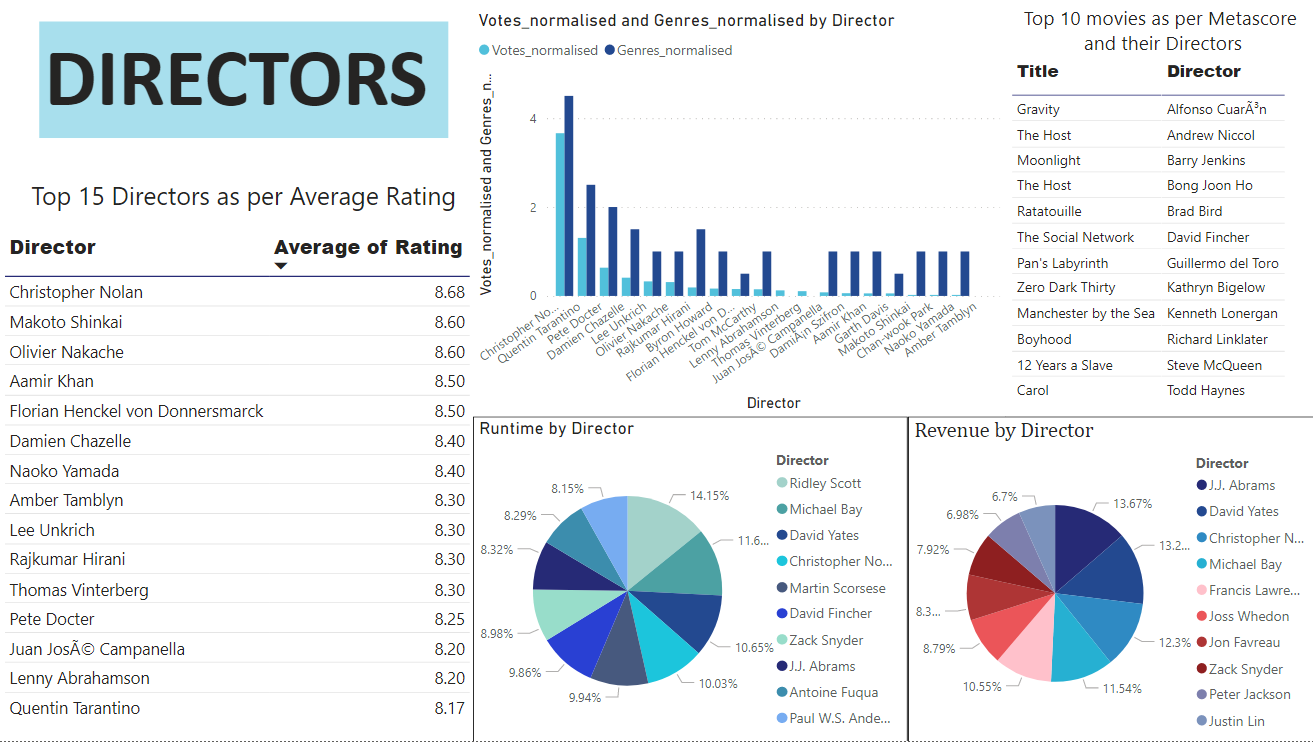 DIRECTORS
Top 15 Directors as per Average Rating
Director Average of Rating
Christopher Nolan 8.68
Makoto Shinkai 8.60
Olivier Nakache 8.60
Aamir Khan 8.50
Florian Henckel von Donnersmarck 8.50
Damien Chazelle 8.40
Naoko Yamada 8.40
Amber Tamblyn 8.30
Lee Unkrich 8.30
Rajkumar Hirani 8.30
Thomas Vinterberg 8.30
Pete Docter 8.25
Juan JosÃ© Campanella 8.20
Lenny Abrahamson 8.20
Quentin Tarantino 8.17
Votes_normalised and Genres_normalised by Director
Votes_normalised Genres_normalised
Votes_normalised and Genres_n...
4
2
0
Christopher No...
Quentin Tarantino
Pete Docter
Damien Chazelle
Lee Unkrich
Olivier Nakache
Rajkumar Hirani
Byron Howard
Florian Henckel von D...
Tom McCarthy
Lenny Abrahamson
Thomas Vinterberg
Juan JosÃ© Campanella
DamiÃ¡n Szifron
Aamir Khan
Garth Davis
Makoto Shinkai
Chan-wook Park
Naoko Yamada
Amber Tamblyn
Director
Top 10 movies as per Metascore
and their Directors
Title Director
Gravity Alfonso CuarÃ³n
The Host Andrew Niccol
Moonlight Barry Jenkins
The Host Bong Joon Ho
Ratatouille Brad Bird
The Social Network David Fincher
Pan's Labyrinth Guillermo del Toro
Zero Dark Thirty Kathryn Bigelow
Manchester by the Sea Kenneth Lonergan
Boyhood Richard Linklater
12 Years a Slave Steve McQueen
Carol Todd Haynes
Runtime by Director
14.15%
11.6...
10.65%
10.03%
9.94%
9.86%
8.98%
8.32%
8.29%
8.15%
Director
Ridley Scott
Michael Bay
David Yates
Christopher No...
Martin Scorsese
David Fincher
Zack Snyder
J.J. Abrams
Antoine Fuqua
Paul W.S. Ande...
Revenue by Director
13.67%
13.2...
12.3%
11.54%
10.55%
8.79%
8.3...
7.92%
6.98%
6.7%
Director
J.J. Abrams
David Yates
Christopher N...
Michael Bay
Francis Lawre...
Joss Whedon
Jon Favreau
Zack Snyder
Peter Jackson
Justin Lin